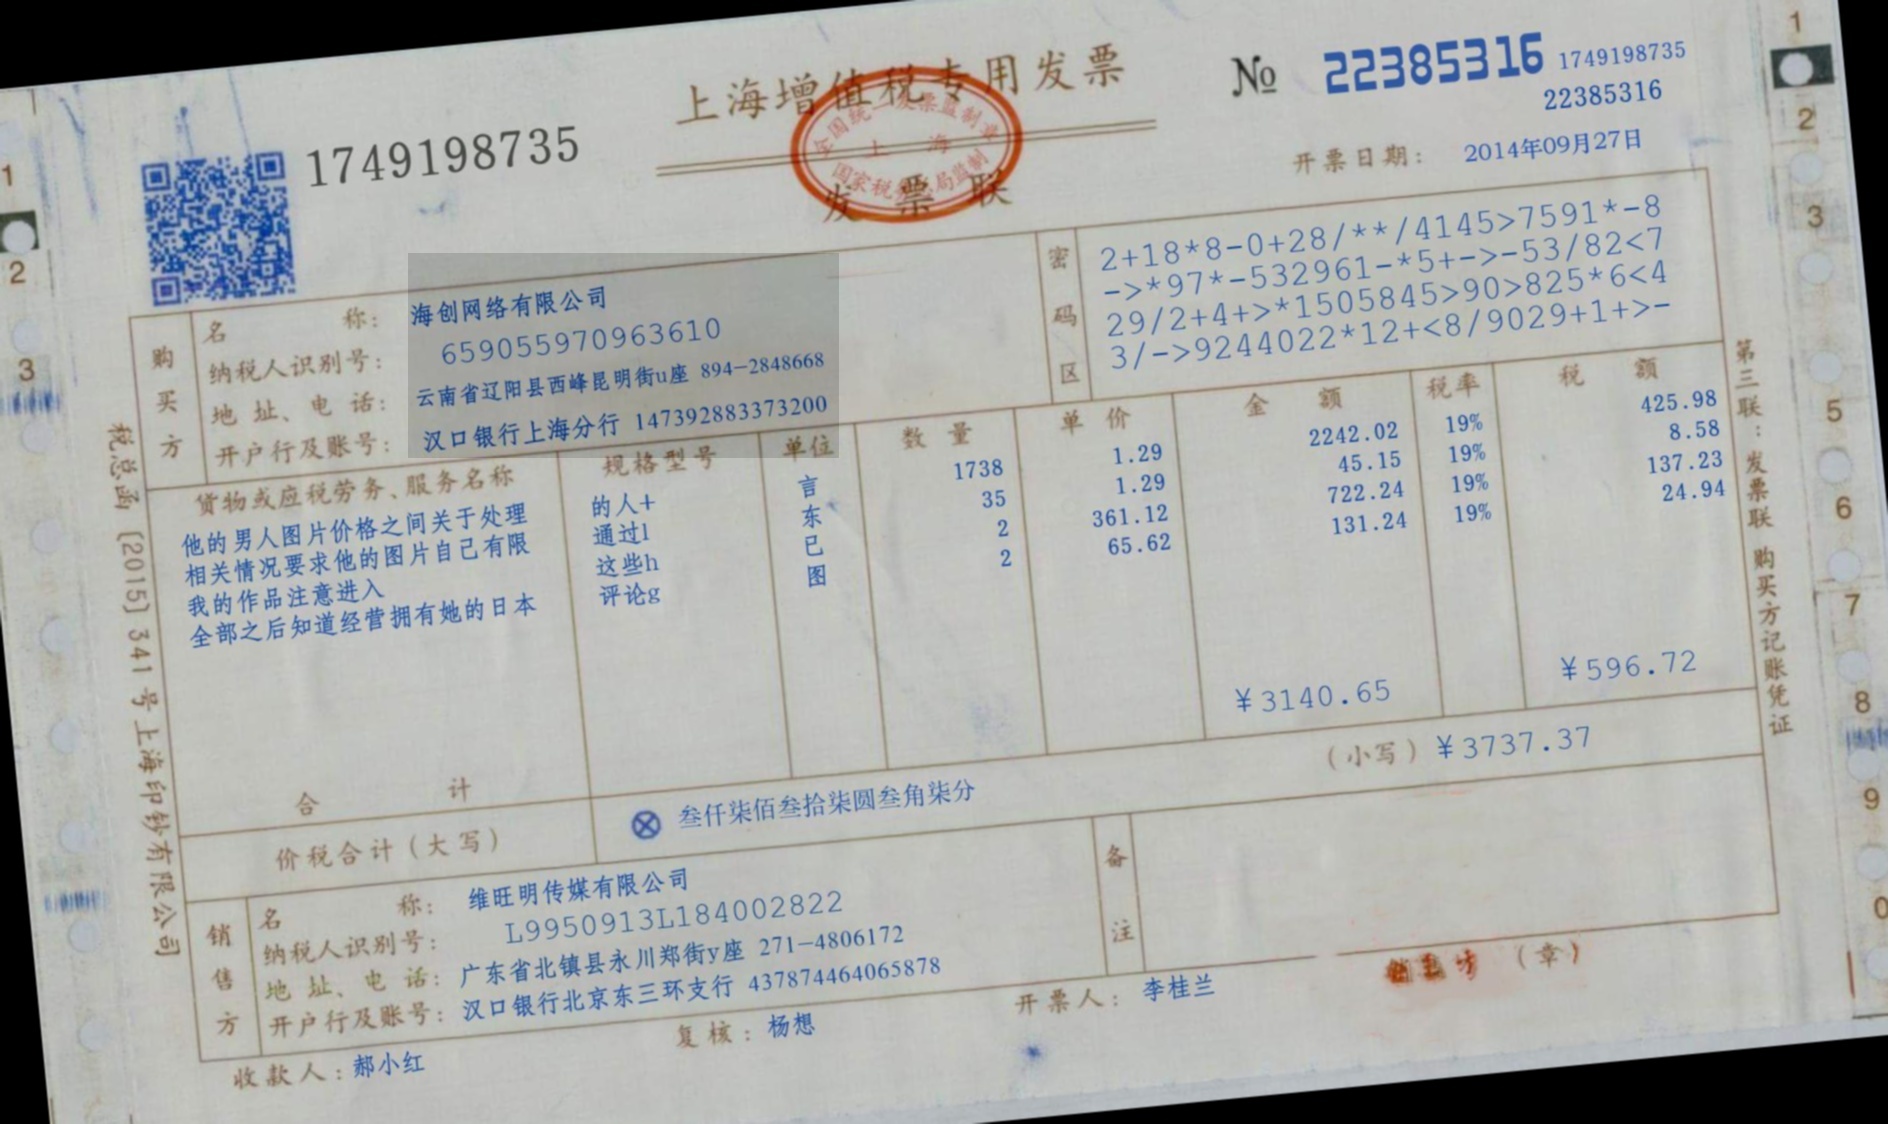 上海增值税专用发票
发票联
全国统一发票监制章
上海
国家税务总局监制
№ 22385316 1749198735
22385316
1749198735
开票日期: 2014年09月27日
购买方
名 称: 海创网络有限公司
纳税人识别号: 659055970963610
地 址、电 话: 云南省辽阳县西峰昆明街u座 894-2848668
开户行及账号: 汉口银行上海分行 147392883373200
密码区
2+18*8-0+28/**/4145>7591*-8
->*97*-532961-*5+->-53/82<7
29/2+4+>*1505845>90>825*6<4
3/->9244022*12+<8/9029+1+>-
货物或应税劳务、服务名称 规格型号 单位 数 量 单 价 金 额 税率 税 额
他的男人图片价格之间关于处理 的人+ 言 1738 1.29 2242.02 19% 425.98
相关情况要求他的图片自己有限 通过l 东 35 1.29 45.15 19% 8.58
我的作品注意进入 这些h 已 2 361.12 722.24 19% 137.23
全部之后知道经营拥有她的日本 评论g 图 2 65.62 131.24 19% 24.94
合 计 ¥3140.65 ¥596.72
价税合计(大写) ⊗ 叁仟柒佰叁拾柒圆叁角柒分 (小写) ¥3737.37
销售方
名 称: 维旺明传媒有限公司
纳税人识别号: L9950913L184002822
地 址、电 话: 广东省北镇县永川郑街y座 271-4806172
开户行及账号: 汉口银行北京东三环支行 437874464065878
备注
收款人: 郝小红 复核: 杨想 开票人: 李桂兰 销售方 (章)
税总函 [2015] 341 号上海印钞有限公司
第三联:发票联 购买方记账凭证
1
2
3
1
2
3
5
6
7
8
9
0